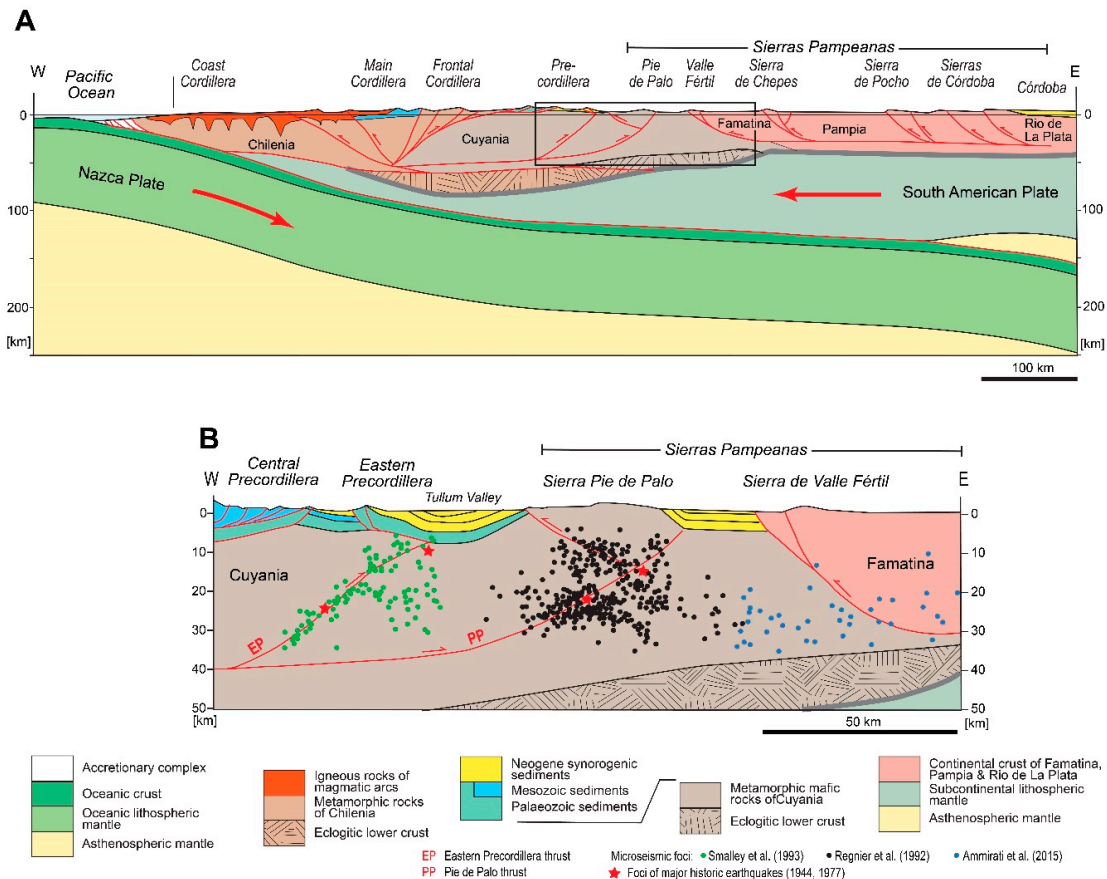 A
Sierras Pampeanas
W
Pacific
Ocean
Coast
Cordillera
Main
Cordillera
Frontal
Cordillera
Pre-
cordillera
Pie
de Palo
Valle
Fértil
Sierra
de Chepes
Sierra
de Pocho
Sierras
de Córdoba
Córdoba
E
0
100
200
[km]
Chilenia
Cuyania
Famatina
Pampia
Rio de
La Plata
Nazca Plate
South American Plate
0
100
200
[km]
100 km
B
Sierras Pampeanas
W
Central
Precordillera
Eastern
Precordillera
Tullum Valley
Sierra Pie de Palo
Sierra de Valle Fértil
E
0
10
20
30
40
50
[km]
Cuyania
EP
PP
Famatina
0
10
20
30
40
50
[km]
50 km
Accretionary complex
Oceanic crust
Oceanic lithospheric
mantle
Asthenospheric mantle
Igneous rocks of
magmatic arcs
Metamorphic rocks
of Chilenia
Eclogitic lower crust
Neogene synorogenic
sediments
Mesozoic sediments
Palaeozoic sediments
Metamorphic mafic
rocks ofCuyania
Eclogitic lower crust
Continental crust of Famatina,
Pampia & Rio de La Plata
Subcontinental lithospheric
mantle
Asthenospheric mantle
EP Eastern Precordillera thrust
PP Pie de Palo thrust
Microseismic foci: Smalley et al. (1993) Regnier et al. (1992) Ammirati et al. (2015)
Foci of major historic earthquakes (1944, 1977)